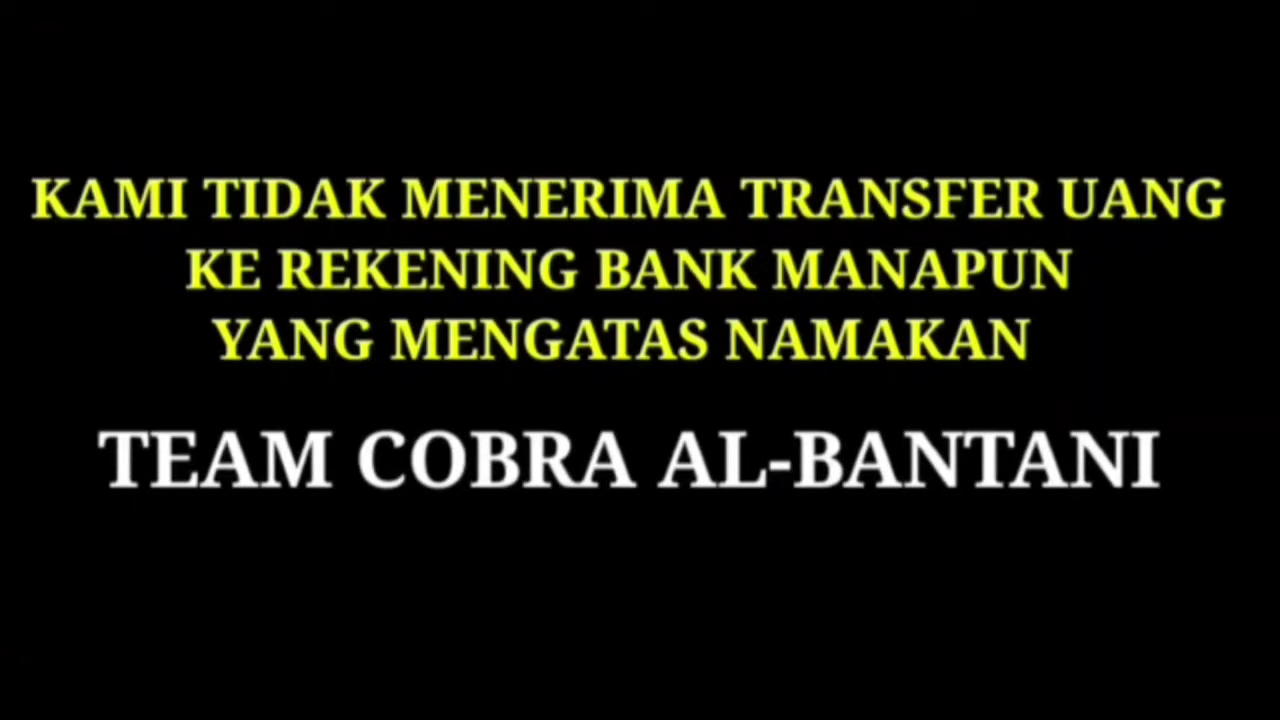 KAMI TIDAK MENERIMA TRANSFER UANG
KE REKENING BANK MANAPUN
YANG MENGATAS NAMAKAN
TEAM COBRA AL-BANTANI